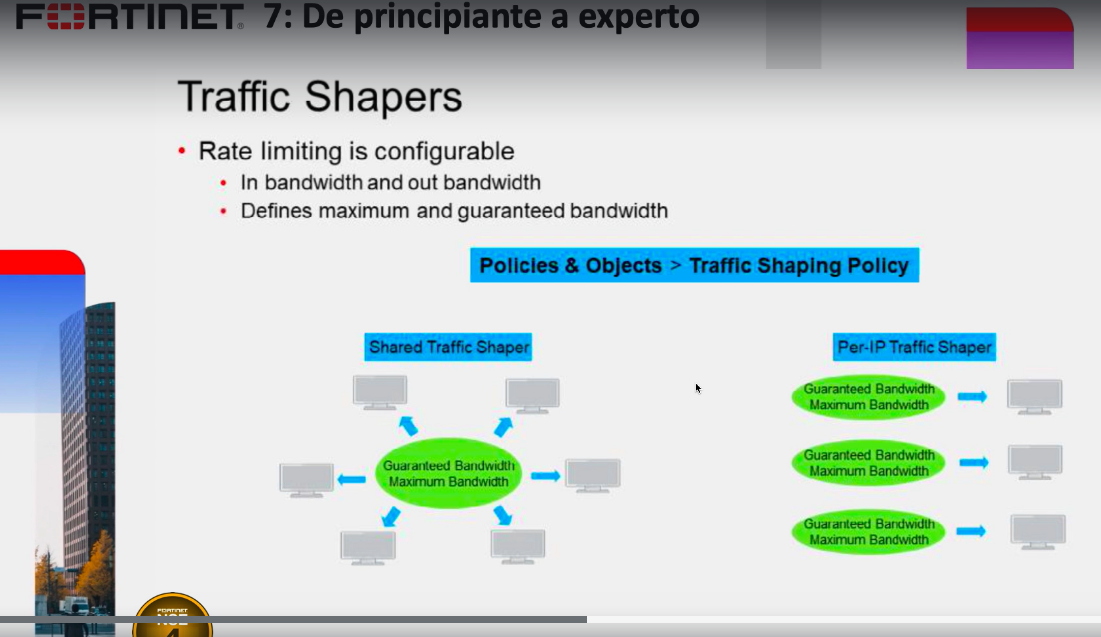 FORTINET 7: De principiante a experto
Traffic Shapers
• Rate limiting is configurable
• In bandwidth and out bandwidth
• Defines maximum and guaranteed bandwidth
Policies & Objects > Traffic Shaping Policy
Shared Traffic Shaper
Guaranteed Bandwidth
Maximum Bandwidth
Per-IP Traffic Shaper
Guaranteed Bandwidth
Maximum Bandwidth
Guaranteed Bandwidth
Maximum Bandwidth
Guaranteed Bandwidth
Maximum Bandwidth
FORTINET
NSE
4